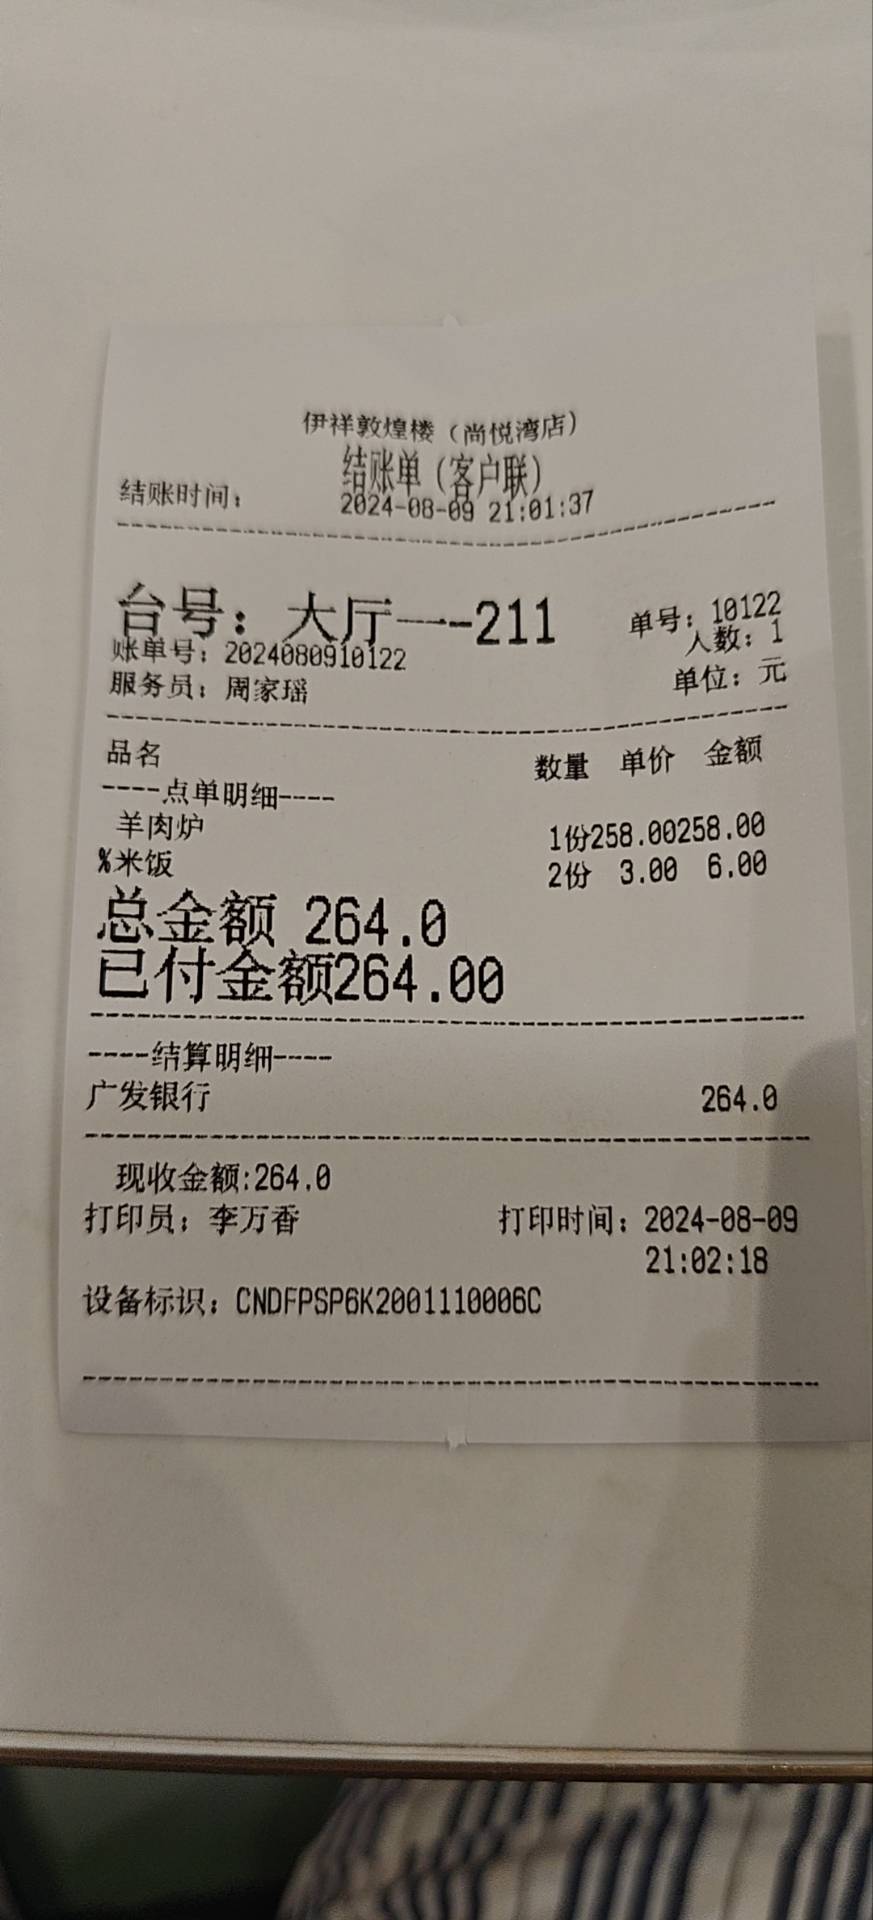 伊祥敦煌楼（尚悦湾店）
结账单（客户联）
结账时间： 2024-08-09 21:01:37
台号：大厅一-211 单号：10122
人数：1
账单号：2024080910122
服务员：周家瑶 单位：元
品名 数量 单价 金额
----点单明细----
羊肉炉 1份258.00258.00
%米饭 2份 3.00 6.00
总金额 264.0
已付金额264.00
----结算明细----
广发银行 264.0
现收金额:264.0
打印员：李万香 打印时间：2024-08-09
21:02:18
设备标识：CNDFPSP6K2001110006C